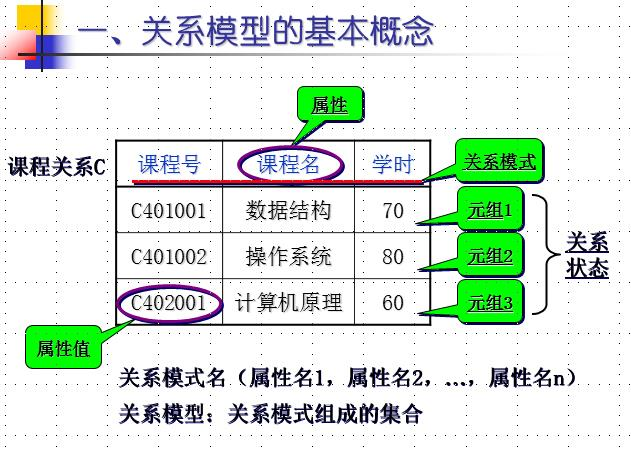 一、关系模型的基本概念
属性
课程关系C
课程号 课程名 学时
关系模式
C401001 数据结构 70
元组1
C401002 操作系统 80
元组2
C402001 计算机原理 60
元组3
关系
状态
属性值
关系模式名（属性名1，属性名2，…，属性名n）
关系模型：关系模式组成的集合